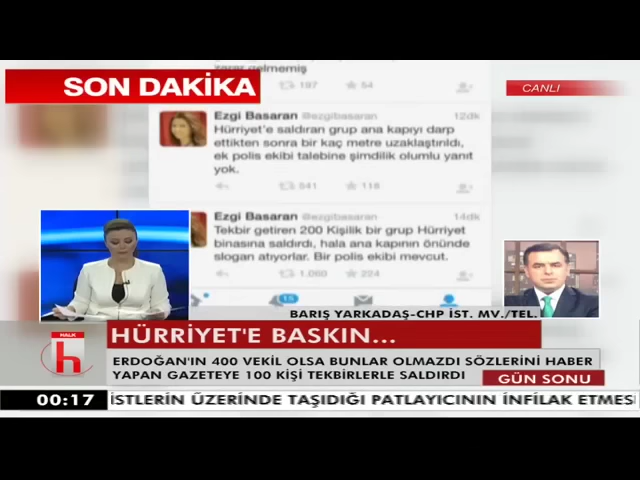 zarar gelmemiş
SON DAKİKA
197 54
CANLI
Ezgi Basaran @ezgibasaran 12dk
Hürriyet'e saldıran grup ana kapıyı darp
ettikten sonra bir kaç metre uzaklaştırıldı,
ek polis ekibi talebine şimdilik olumlu yanıt
yok.
541 118
Ezgi Basaran @ezgibasaran 14dk
Tekbir getiren 200 Kişilik bir grup Hürriyet
binasına saldırdı, hala ana kapının önünde
slogan atıyorlar. Bir polis ekibi mevcut.
1.060 224
15
BARIŞ YARKADAŞ-CHP İST. MV./TEL.
HALK
h
HÜRRİYET'E BASKIN...
ERDOĞAN'IN 400 VEKİL OLSA BUNLAR OLMAZDI SÖZLERİNİ HABER
YAPAN GAZETEYE 100 KİŞİ TEKBİRLERLE SALDIRDI
GÜN SONU
00:17 İSTLERİN ÜZERİNDE TAŞIDIĞI PATLAYICININ İNFİLAK ETMES